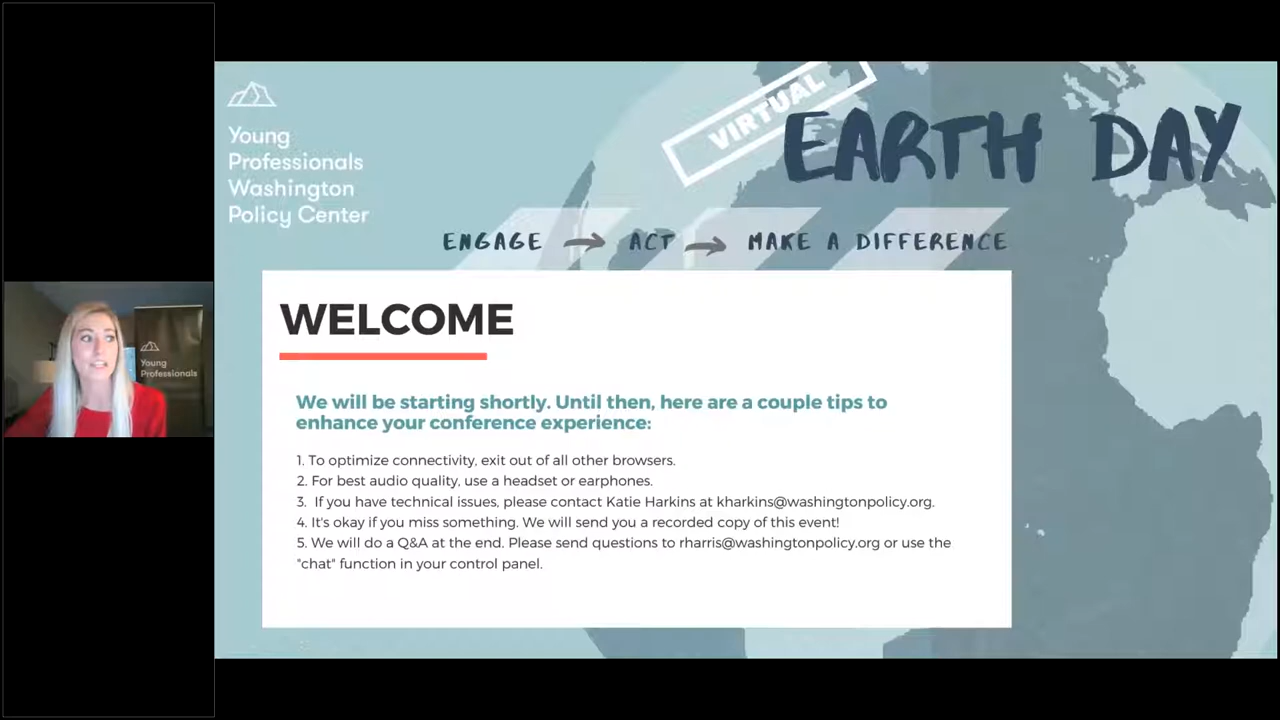 Young
Professionals
Washington
Policy Center
VIRTUAL
EARTH DAY
ENGAGE → ACT → MAKE A DIFFERENCE
WELCOME
We will be starting shortly. Until then, here are a couple tips to
enhance your conference experience:
1. To optimize connectivity, exit out of all other browsers.
2. For best audio quality, use a headset or earphones.
3.  If you have technical issues, please contact Katie Harkins at kharkins@washingtonpolicy.org.
4. It's okay if you miss something. We will send you a recorded copy of this event!
5. We will do a Q&A at the end. Please send questions to rharris@washingtonpolicy.org or use the
"chat" function in your control panel.
Young
Professionals